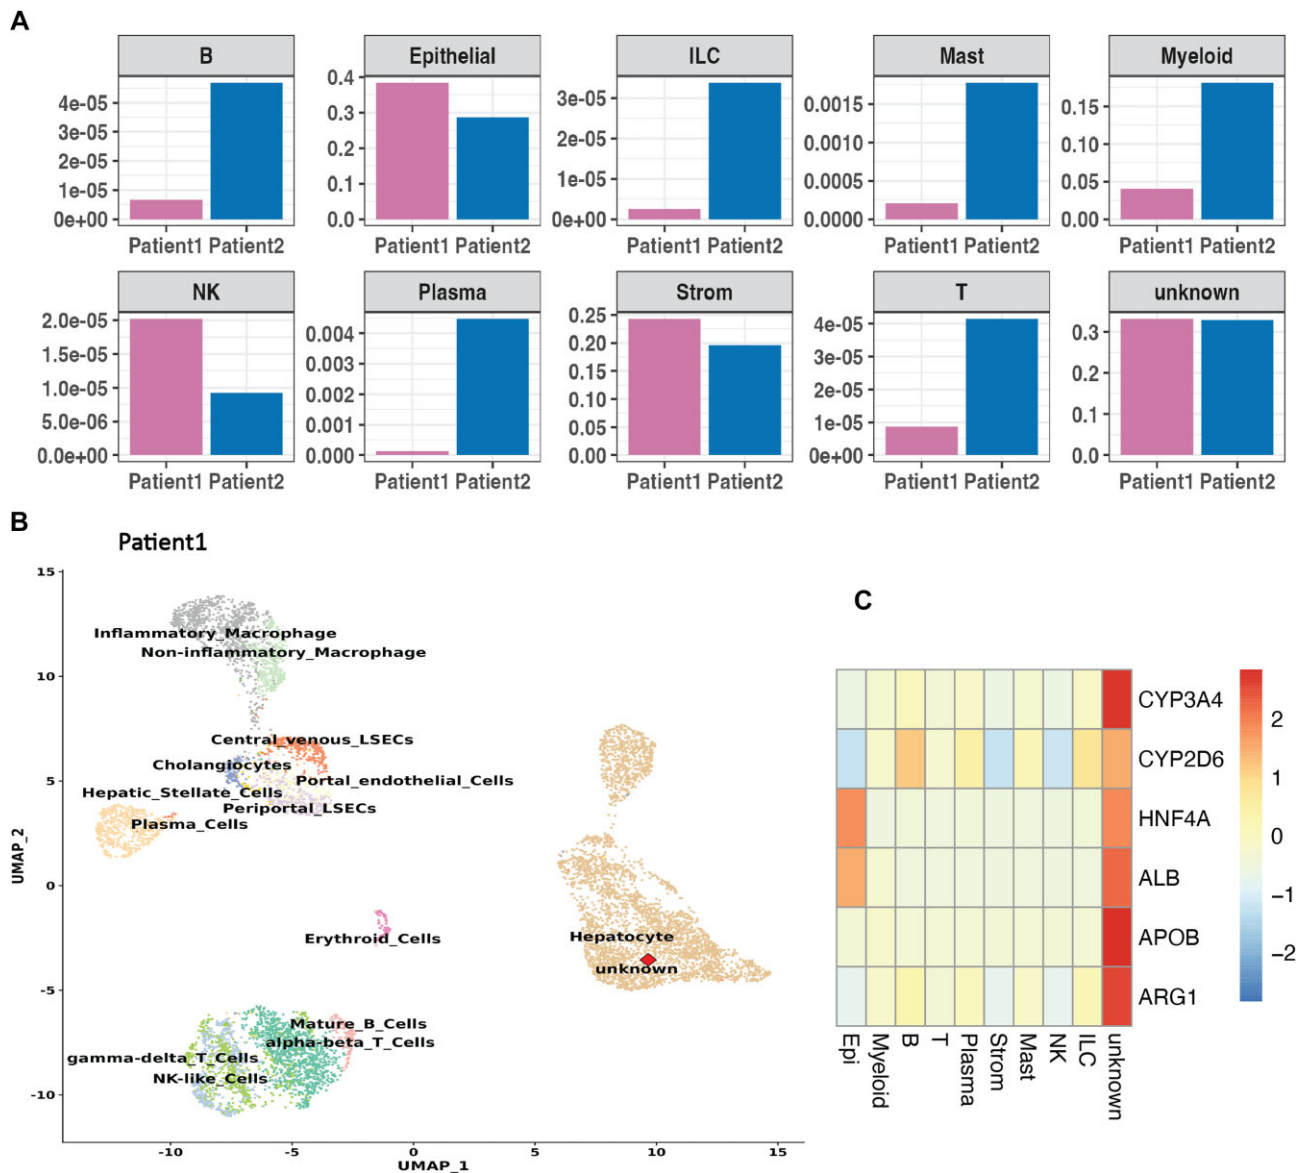 A
B Epithelial ILC Mast Myeloid
4e-05 3e-05 2e-05 1e-05 0e+00
0.4 0.3 0.2 0.1 0.0
3e-05 2e-05 1e-05 0e+00
0.0015 0.0010 0.0005 0.0000
0.15 0.10 0.05 0.00
Patient1 Patient2 Patient1 Patient2 Patient1 Patient2 Patient1 Patient2 Patient1 Patient2
NK Plasma Strom T unknown
2.0e-05 1.5e-05 1.0e-05 5.0e-06 0.0e+00
0.004 0.003 0.002 0.001 0.000
0.25 0.20 0.15 0.10 0.05 0.00
4e-05 3e-05 2e-05 1e-05 0e+00
0.3 0.2 0.1 0.0
Patient1 Patient2 Patient1 Patient2 Patient1 Patient2 Patient1 Patient2 Patient1 Patient2
B
Patient1
15
10
5
0
-5
-10
UMAP_2
Inflammatory_Macrophage
Non-inflammatory_Macrophage
Central_venous_LSECs
Cholangiocytes
Portal_endothelial_Cells
Hepatic_Stellate_Cells
Periportal_LSECs
Plasma_Cells
Erythroid_Cells
Hepatocyte
unknown
Mature_B_Cells
alpha-beta_T_Cells
gamma-delta_T_Cells
NK-like_Cells
-10 -5 0 5 10 15
UMAP_1
C
CYP3A4
CYP2D6
HNF4A
ALB
APOB
ARG1
2
1
0
−1
−2
Epi
Myeloid
B
T
Plasma
Strom
Mast
NK
ILC
unknown